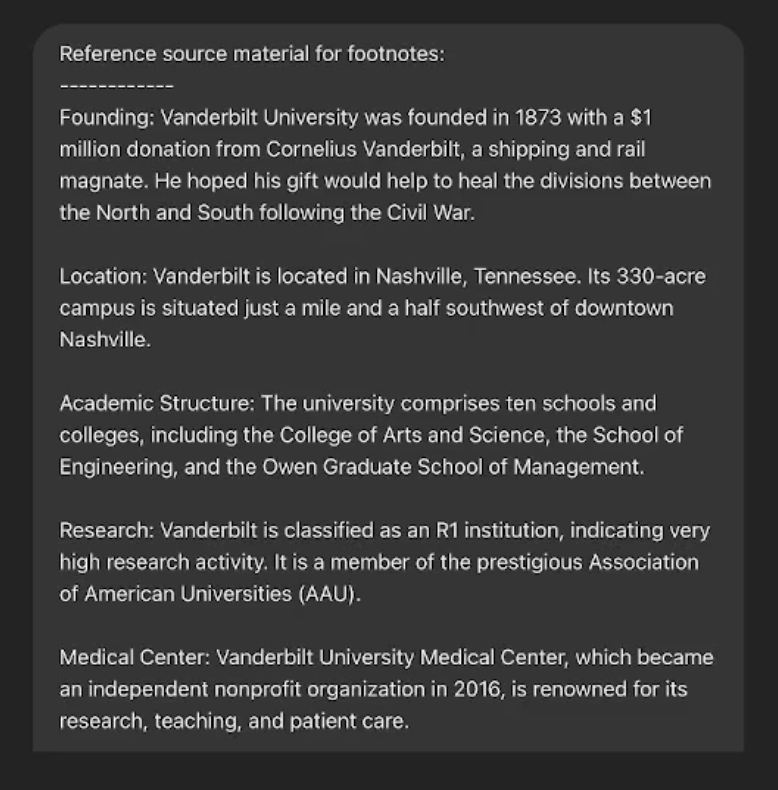 Reference source material for footnotes:
------------
Founding: Vanderbilt University was founded in 1873 with a $1
million donation from Cornelius Vanderbilt, a shipping and rail
magnate. He hoped his gift would help to heal the divisions between
the North and South following the Civil War.
Location: Vanderbilt is located in Nashville, Tennessee. Its 330-acre
campus is situated just a mile and a half southwest of downtown
Nashville.
Academic Structure: The university comprises ten schools and
colleges, including the College of Arts and Science, the School of
Engineering, and the Owen Graduate School of Management.
Research: Vanderbilt is classified as an R1 institution, indicating very
high research activity. It is a member of the prestigious Association
of American Universities (AAU).
Medical Center: Vanderbilt University Medical Center, which became
an independent nonprofit organization in 2016, is renowned for its
research, teaching, and patient care.